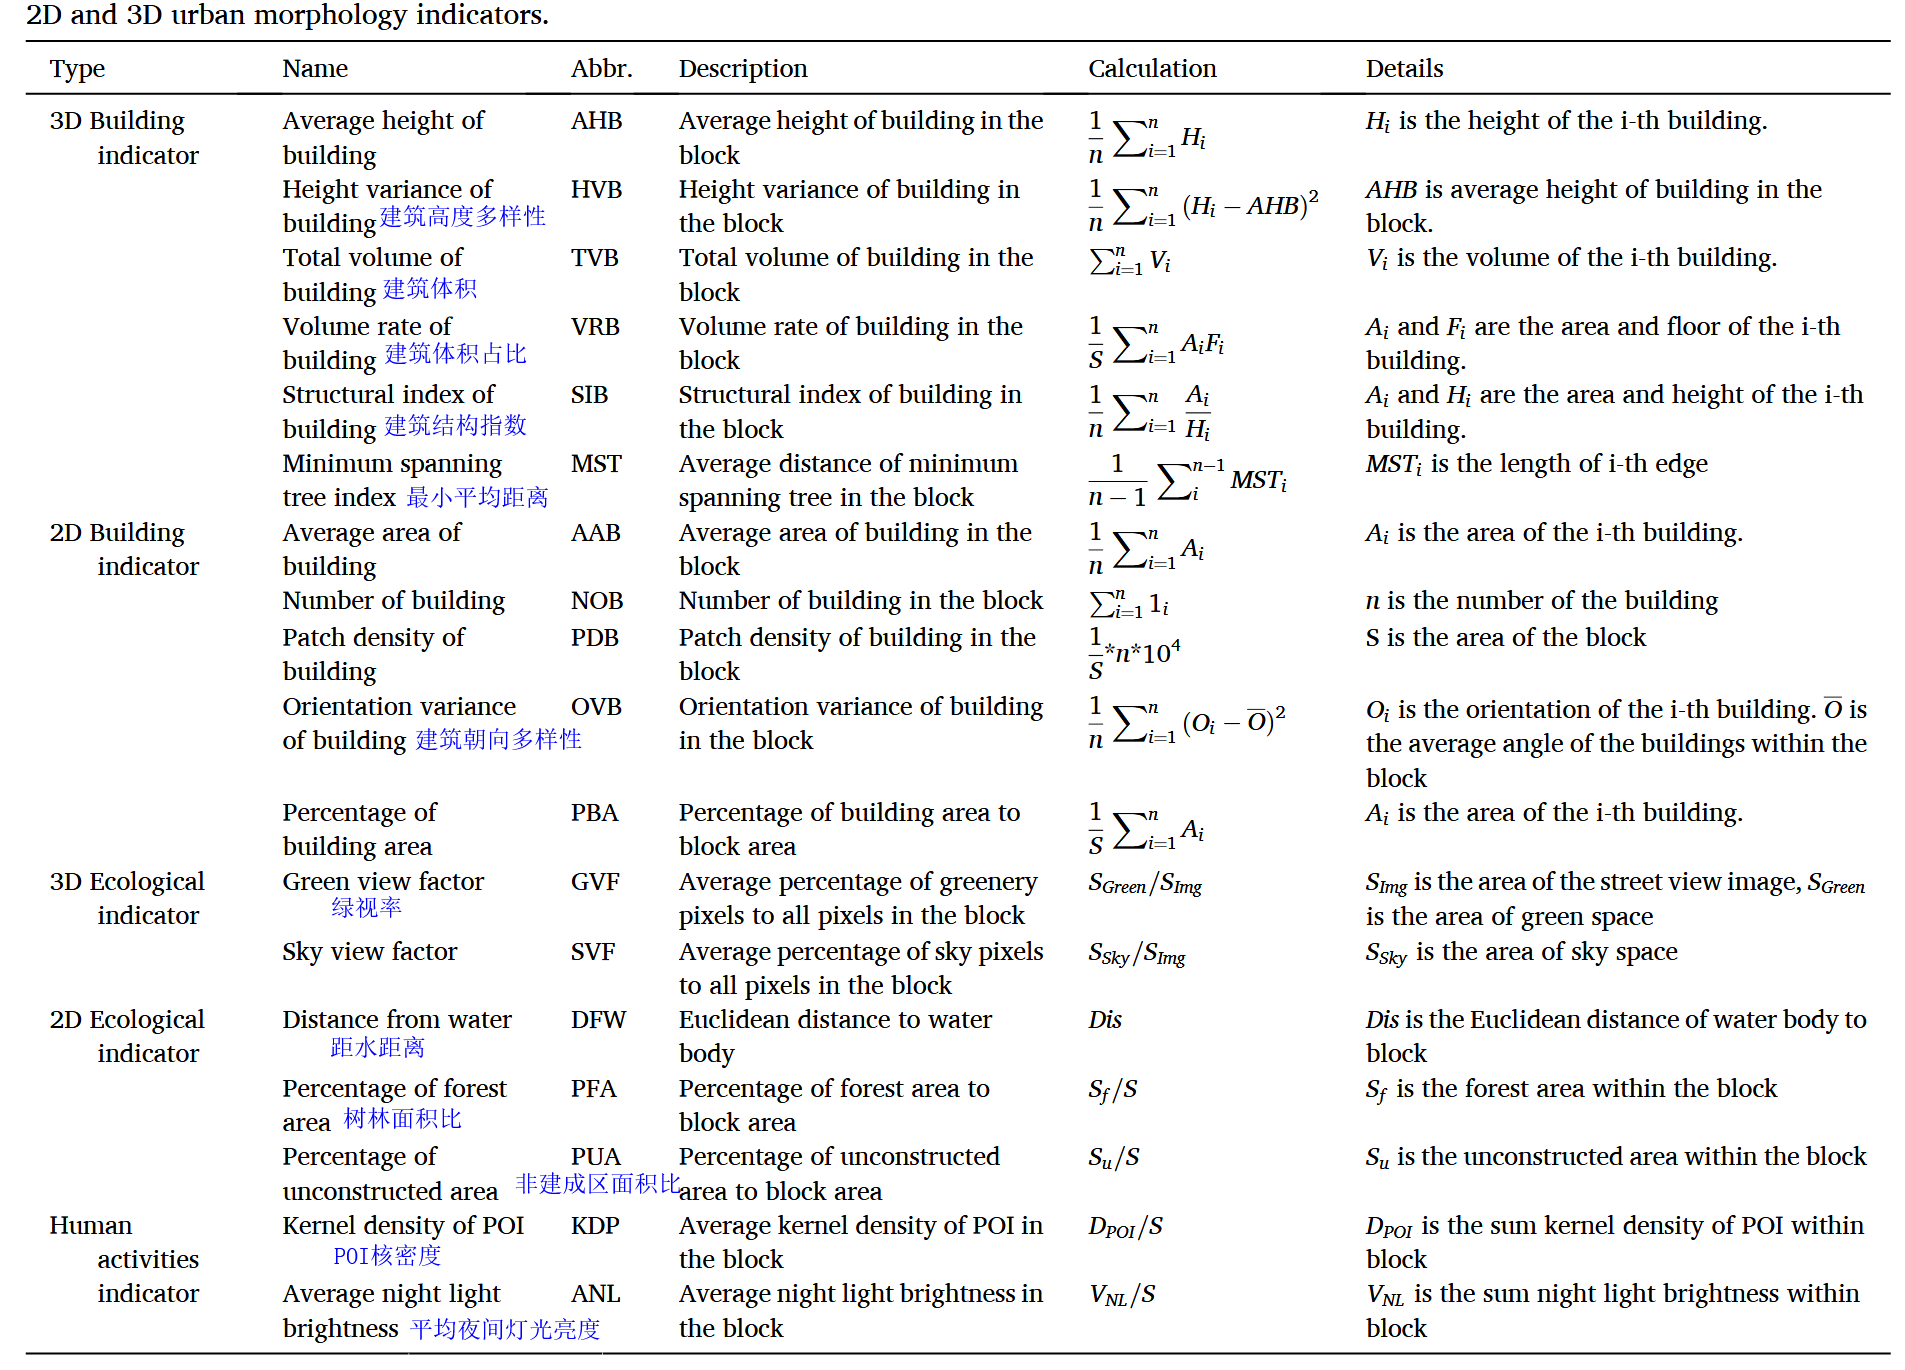 2D and 3D urban morphology indicators.
Type Name Abbr. Description Calculation Details
3D Building indicator Average height of building AHB Average height of building in the block \frac{1}{n}\sum_{i=1}^{n} H_i H_i is the height of the i-th building.
Height variance of building 建筑高度多样性 HVB Height variance of building in the block \frac{1}{n}\sum_{i=1}^{n} (H_i − AHB)^2 AHB is average height of building in the block.
Total volume of building 建筑体积 TVB Total volume of building in the block \sum_{i=1}^{n} V_i V_i is the volume of the i-th building.
Volume rate of building 建筑体积占比 VRB Volume rate of building in the block \frac{1}{S}\sum_{i=1}^{n} A_iF_i A_i and F_i are the area and floor of the i-th building.
Structural index of building 建筑结构指数 SIB Structural index of building in the block \frac{1}{n}\sum_{i=1}^{n} \frac{A_i}{H_i} A_i and H_i are the area and height of the i-th building.
Minimum spanning tree index 最小平均距离 MST Average distance of minimum spanning tree in the block \frac{1}{n−1}\sum_{i}^{n−1} MST_i MST_i is the length of i-th edge
2D Building indicator Average area of building AAB Average area of building in the block \frac{1}{n}\sum_{i=1}^{n} A_i A_i is the area of the i-th building.
Number of building NOB Number of building in the block \sum_{i=1}^{n} 1_i n is the number of the building
Patch density of building PDB Patch density of building in the block \frac{1}{S}*n*10^4 S is the area of the block
Orientation variance of building 建筑朝向多样性 OVB Orientation variance of building in the block \frac{1}{n}\sum_{i=1}^{n} (O_i − \overline{O})^2 O_i is the orientation of the i-th building. \overline{O} is the average angle of the buildings within the block
Percentage of building area PBA Percentage of building area to block area \frac{1}{S}\sum_{i=1}^{n} A_i A_i is the area of the i-th building.
3D Ecological indicator Green view factor 绿视率 GVF Average percentage of greenery pixels to all pixels in the block S_{Green}/S_{Img} S_{Img} is the area of the street view image, S_{Green} is the area of green space
Sky view factor SVF Average percentage of sky pixels to all pixels in the block S_{Sky}/S_{Img} S_{Sky} is the area of sky space
2D Ecological indicator Distance from water 距水距离 DFW Euclidean distance to water body Dis Dis is the Euclidean distance of water body to block
Percentage of forest area 树林面积比 PFA Percentage of forest area to block area S_f/S S_f is the forest area within the block
Percentage of unconstructed area 非建成区面积比 PUA Percentage of unconstructed area to block area S_u/S S_u is the unconstructed area within the block
Human activities indicator Kernel density of POI POI核密度 KDP Average kernel density of POI in the block D_{POI}/S D_{POI} is the sum kernel density of POI within block
Average night light brightness 平均夜间灯光亮度 ANL Average night light brightness in the block V_{NL}/S V_{NL} is the sum night light brightness within block